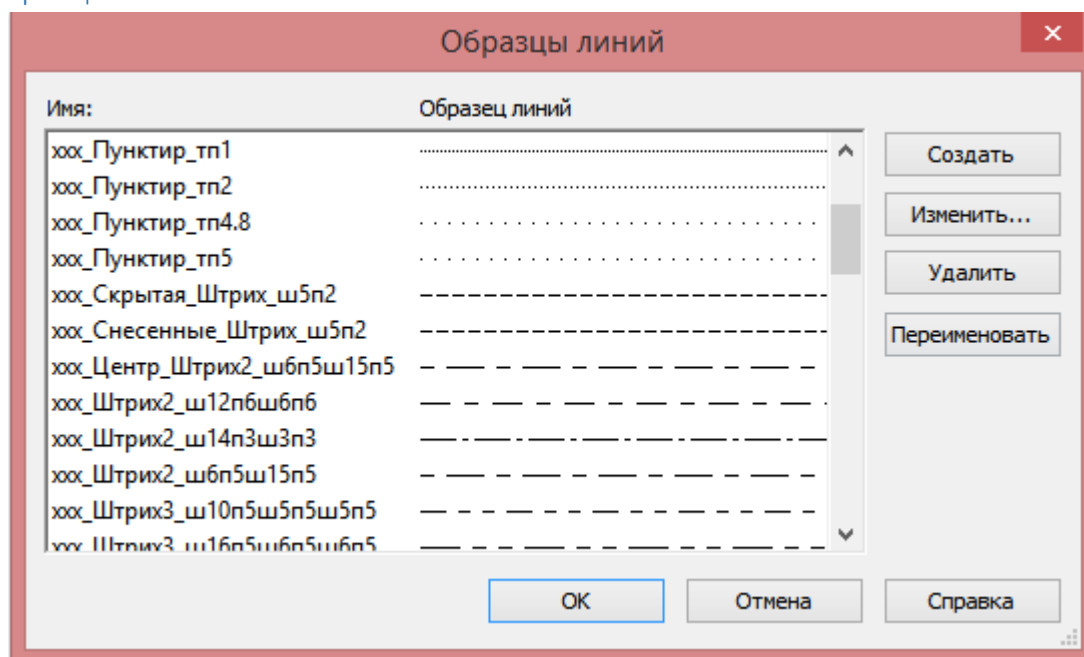 Образцы линий
Имя:
Образец линий
xxx_Пунктир_тп1
xxx_Пунктир_тп2
xxx_Пунктир_тп4.8
xxx_Пунктир_тп5
xxx_Скрытая_Штрих_ш5п2
xxx_Снесенные_Штрих_ш5п2
xxx_Центр_Штрих2_ш6п5ш15п5
xxx_Штрих2_ш12п6ш6п6
xxx_Штрих2_ш14п3ш3п3
xxx_Штрих2_ш6п5ш15п5
xxx_Штрих3_ш10п5ш5п5ш5п5
xxx_Штрих3_ш16п5ш6п5ш6п5
Создать
Изменить...
Удалить
Переименовать
OK
Отмена
Справка